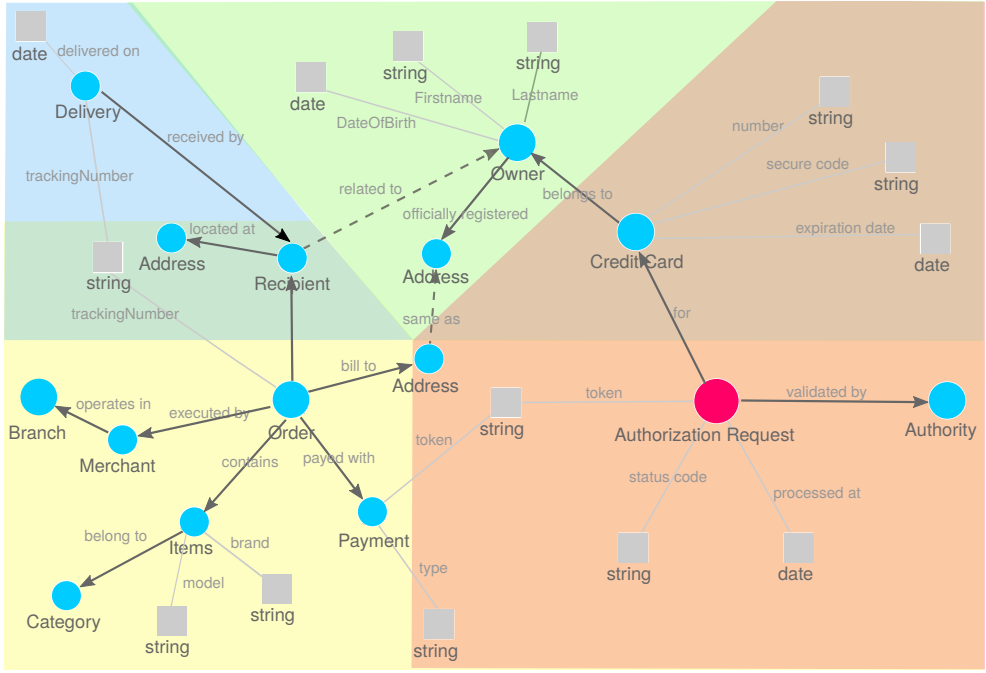 date
delivered on
Delivery
received by
trackingNumber
string
string
date
Firstname
Lastname
DateOfBirth
Owner
related to
officially registered
belongs to
number
string
secure code
string
expiration date
date
Credit Card
located at
Address
Recipient
string
trackingNumber
Address
same as
for
bill to
Address
Order
executed by
operates in
Branch
Merchant
contains
payed with
token
string
token
Authorization Request
validated by
Authority
status code
processed at
string
date
Payment
type
string
Items
belong to
brand
model
Category
string
string